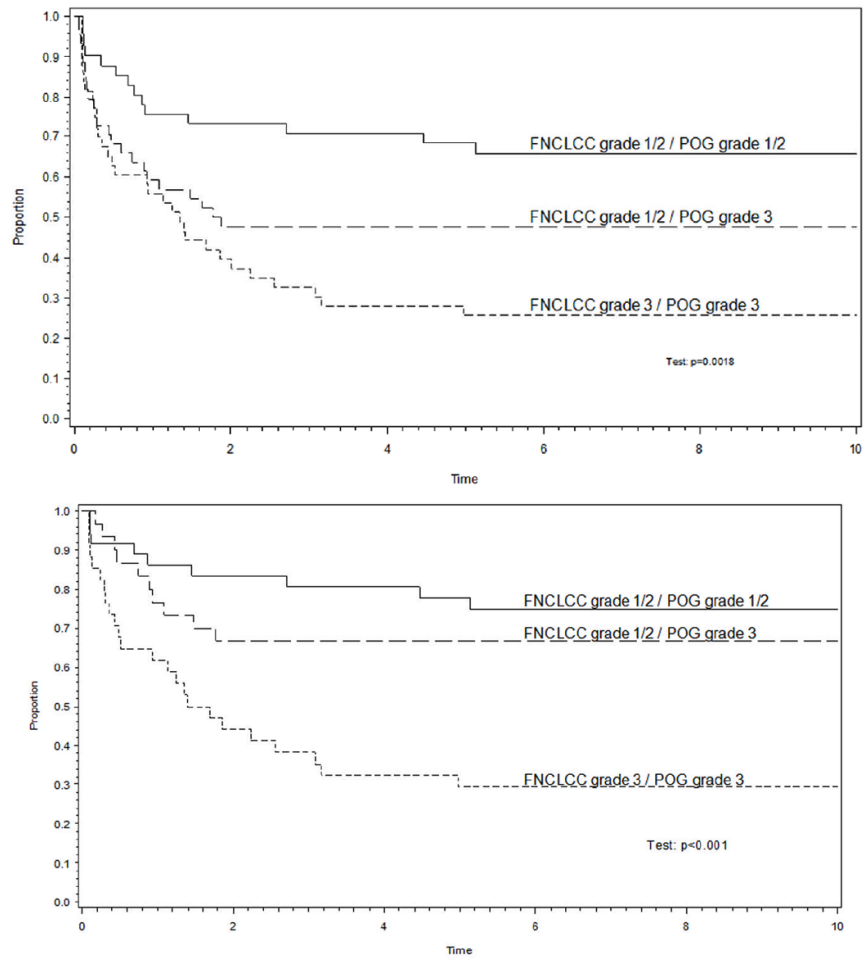 1.0
0.9
0.8
0.7
0.6
0.5
0.4
0.3
0.2
0.1
0.0
Proportion
FNCLCC grade 1/2 / POG grade 1/2
FNCLCC grade 1/2 / POG grade 3
FNCLCC grade 3 / POG grade 3
Test: p=0.0018
0 2 4 6 8 10
Time
1.0
0.9
0.8
0.7
0.6
0.5
0.4
0.3
0.2
0.1
0.0
Proportion
FNCLCC grade 1/2 / POG grade 1/2
FNCLCC grade 1/2 / POG grade 3
FNCLCC grade 3 / POG grade 3
Test: p<0.001
0 2 4 6 8 10
Time